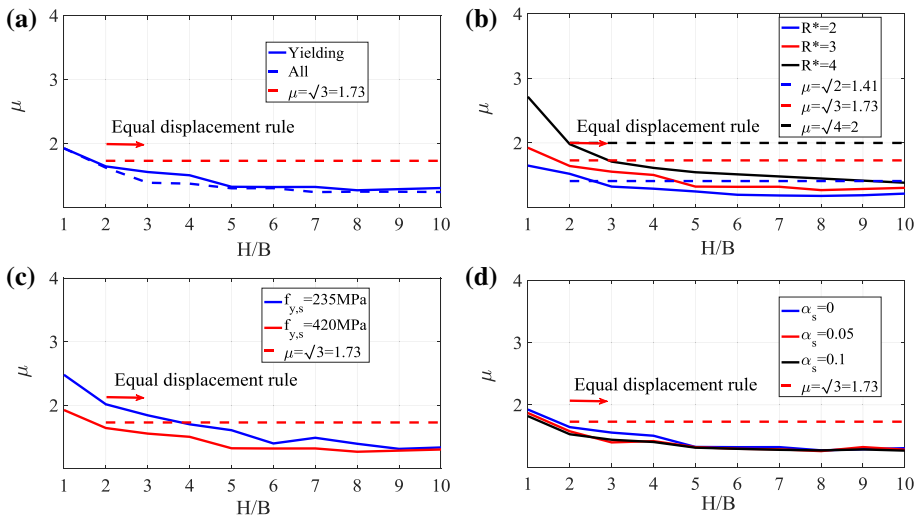 (a)
4
3
2
μ
Yielding
All
μ=√3=1.73
Equal displacement rule
1 2 3 4 5 6 7 8 9 10
H/B
(b)
4
3
2
μ
R*=2
R*=3
R*=4
μ=√2=1.41
μ=√3=1.73
μ=√4=2
Equal displacement rule
1 2 3 4 5 6 7 8 9 10
H/B
(c)
4
3
2
μ
f_y,s=235MPa
f_y,s=420MPa
μ=√3=1.73
Equal displacement rule
1 2 3 4 5 6 7 8 9 10
H/B
(d)
4
3
2
μ
α_s=0
α_s=0.05
α_s=0.1
μ=√3=1.73
Equal displacement rule
1 2 3 4 5 6 7 8 9 10
H/B